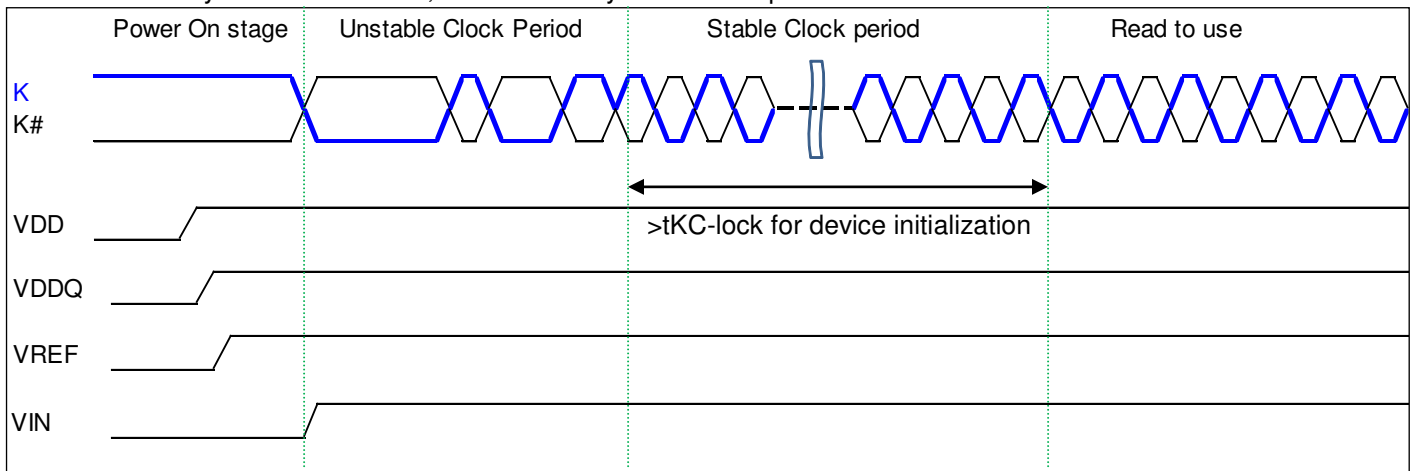 Power On stage Unstable Clock Period Stable Clock period Read to use
K
K#
VDD
>tKC-lock for device initialization
VDDQ
VREF
VIN